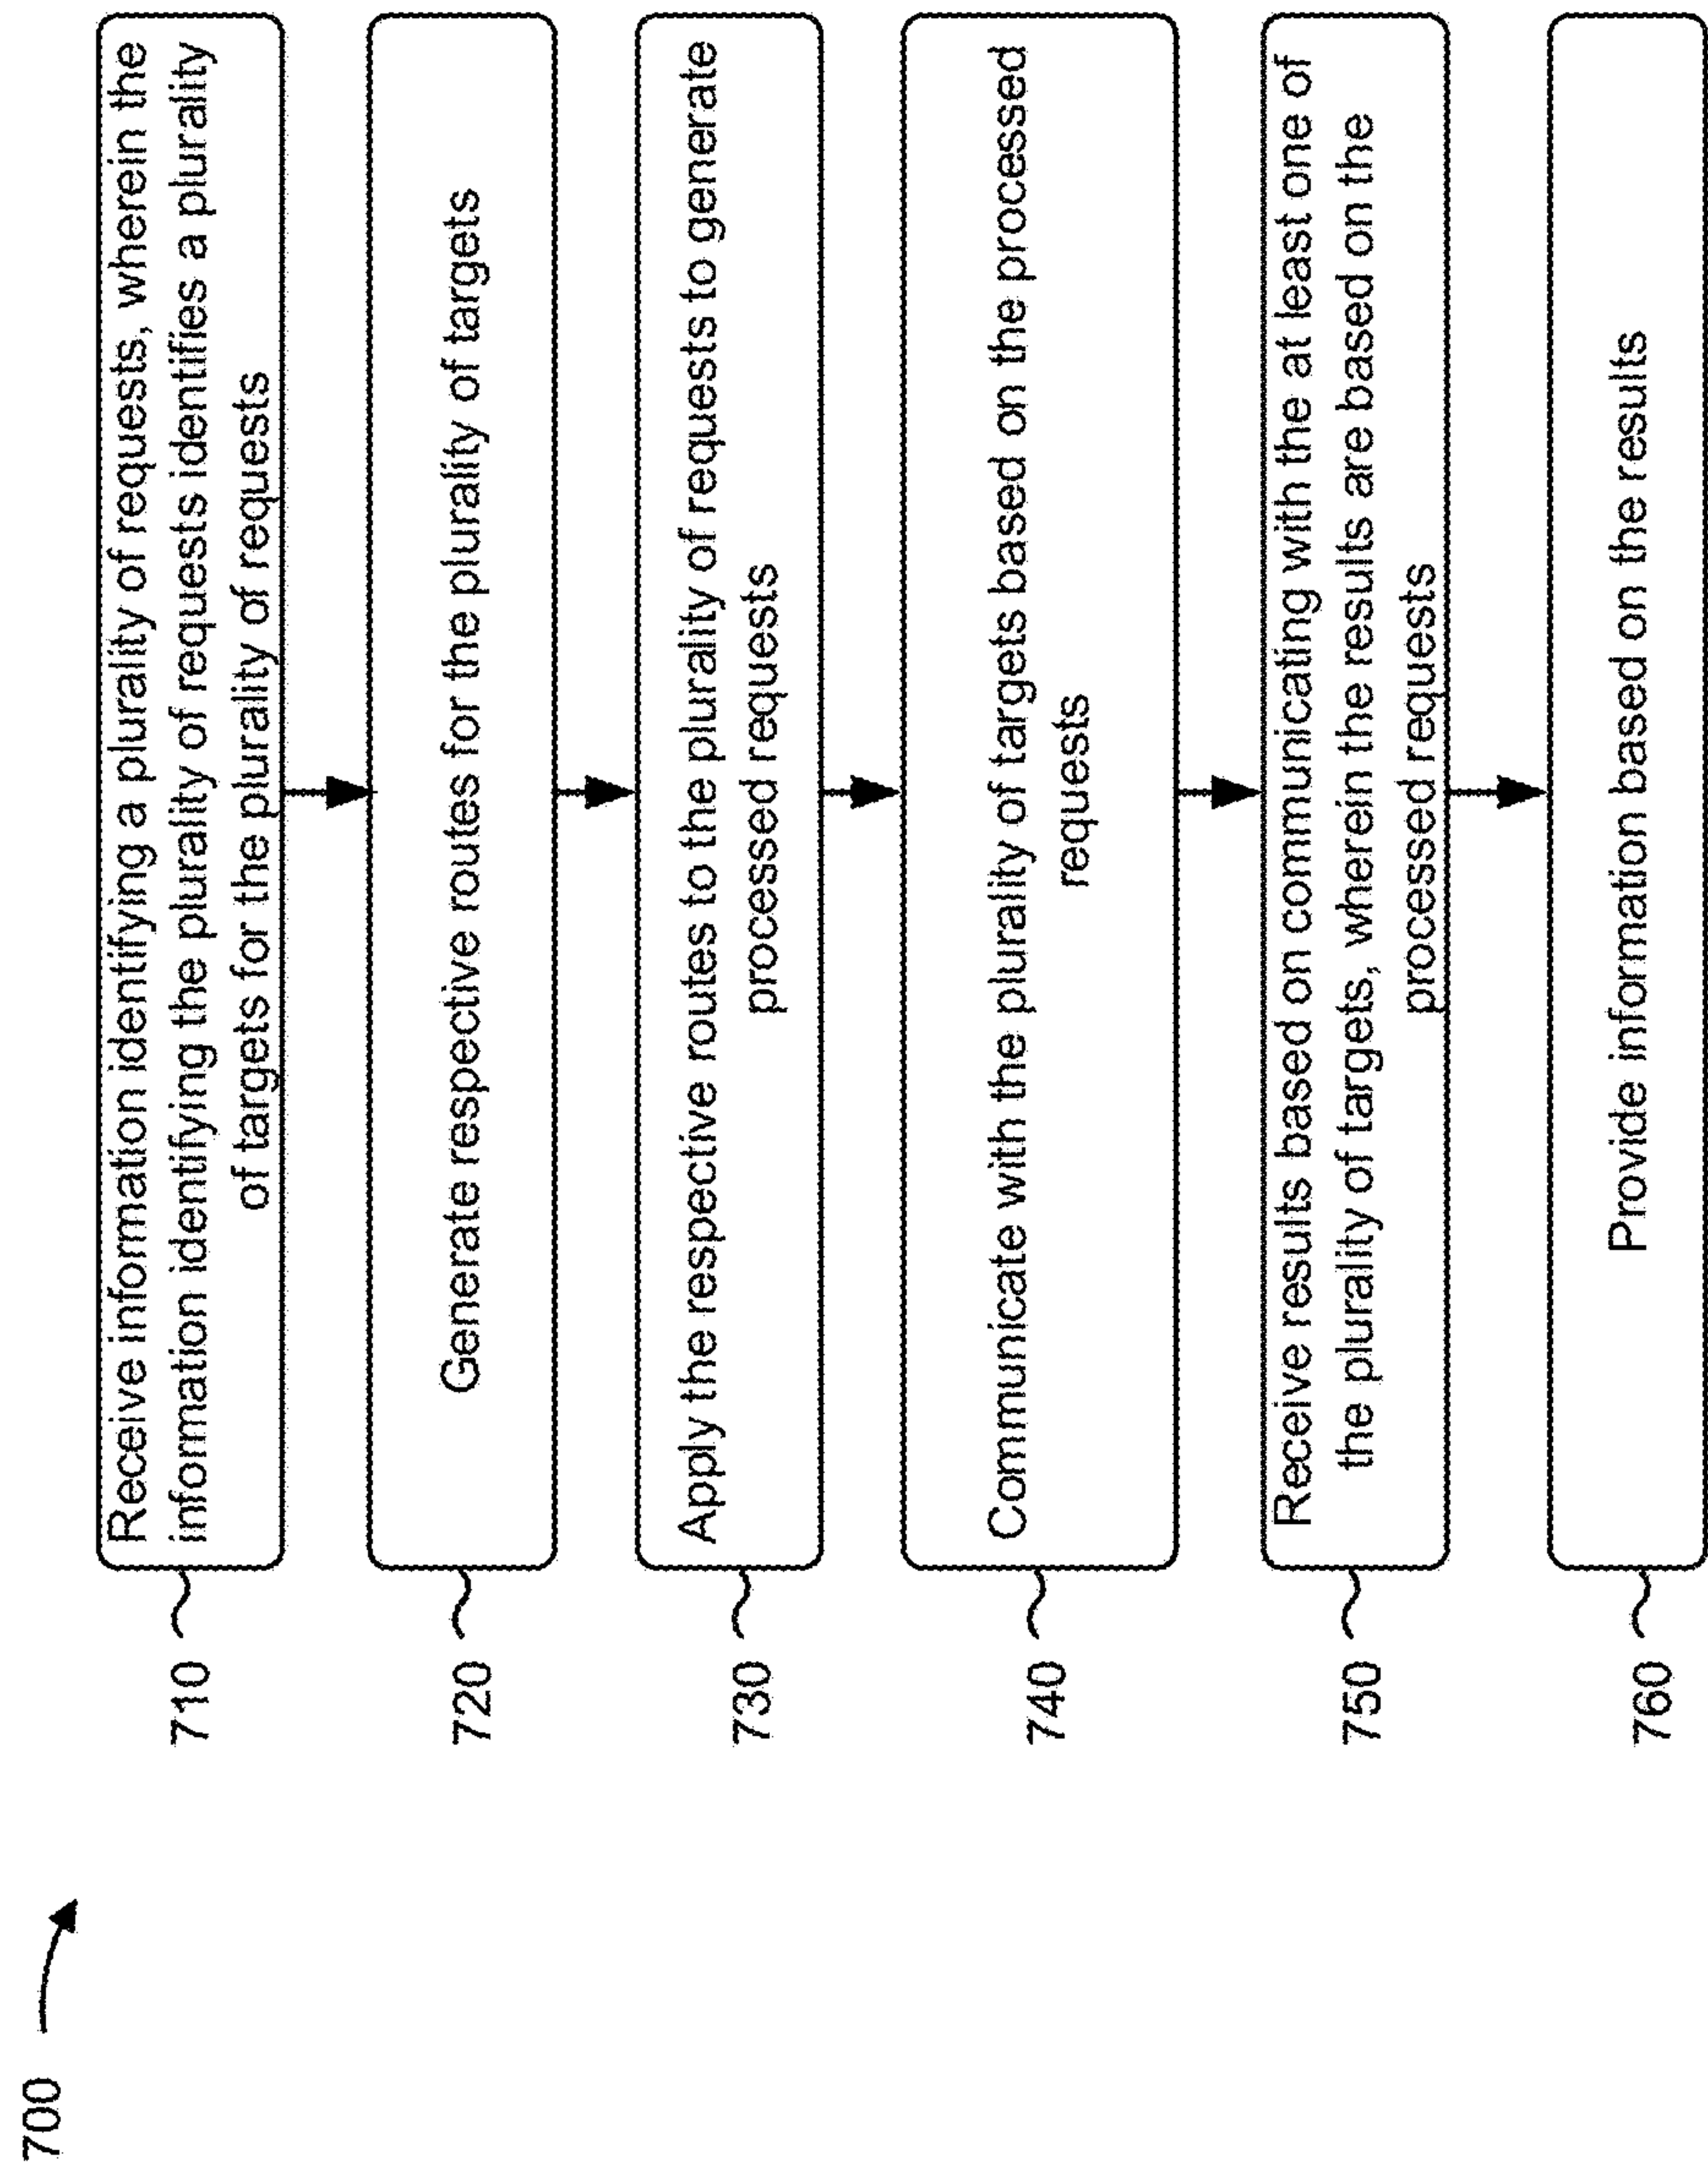 700
710
Receive information identifying a plurality of requests, wherein the
information identifying the plurality of requests identifies a plurality
of targets for the plurality of requests
720
Generate respective routes for the plurality of targets
730
Apply the respective routes to the plurality of requests to generate
processed requests
740
Communicate with the plurality of targets based on the processed
requests
750
Receive results based on communicating with the at least one of
the plurality of targets, wherein the results are based on the
processed requests
760
Provide information based on the results